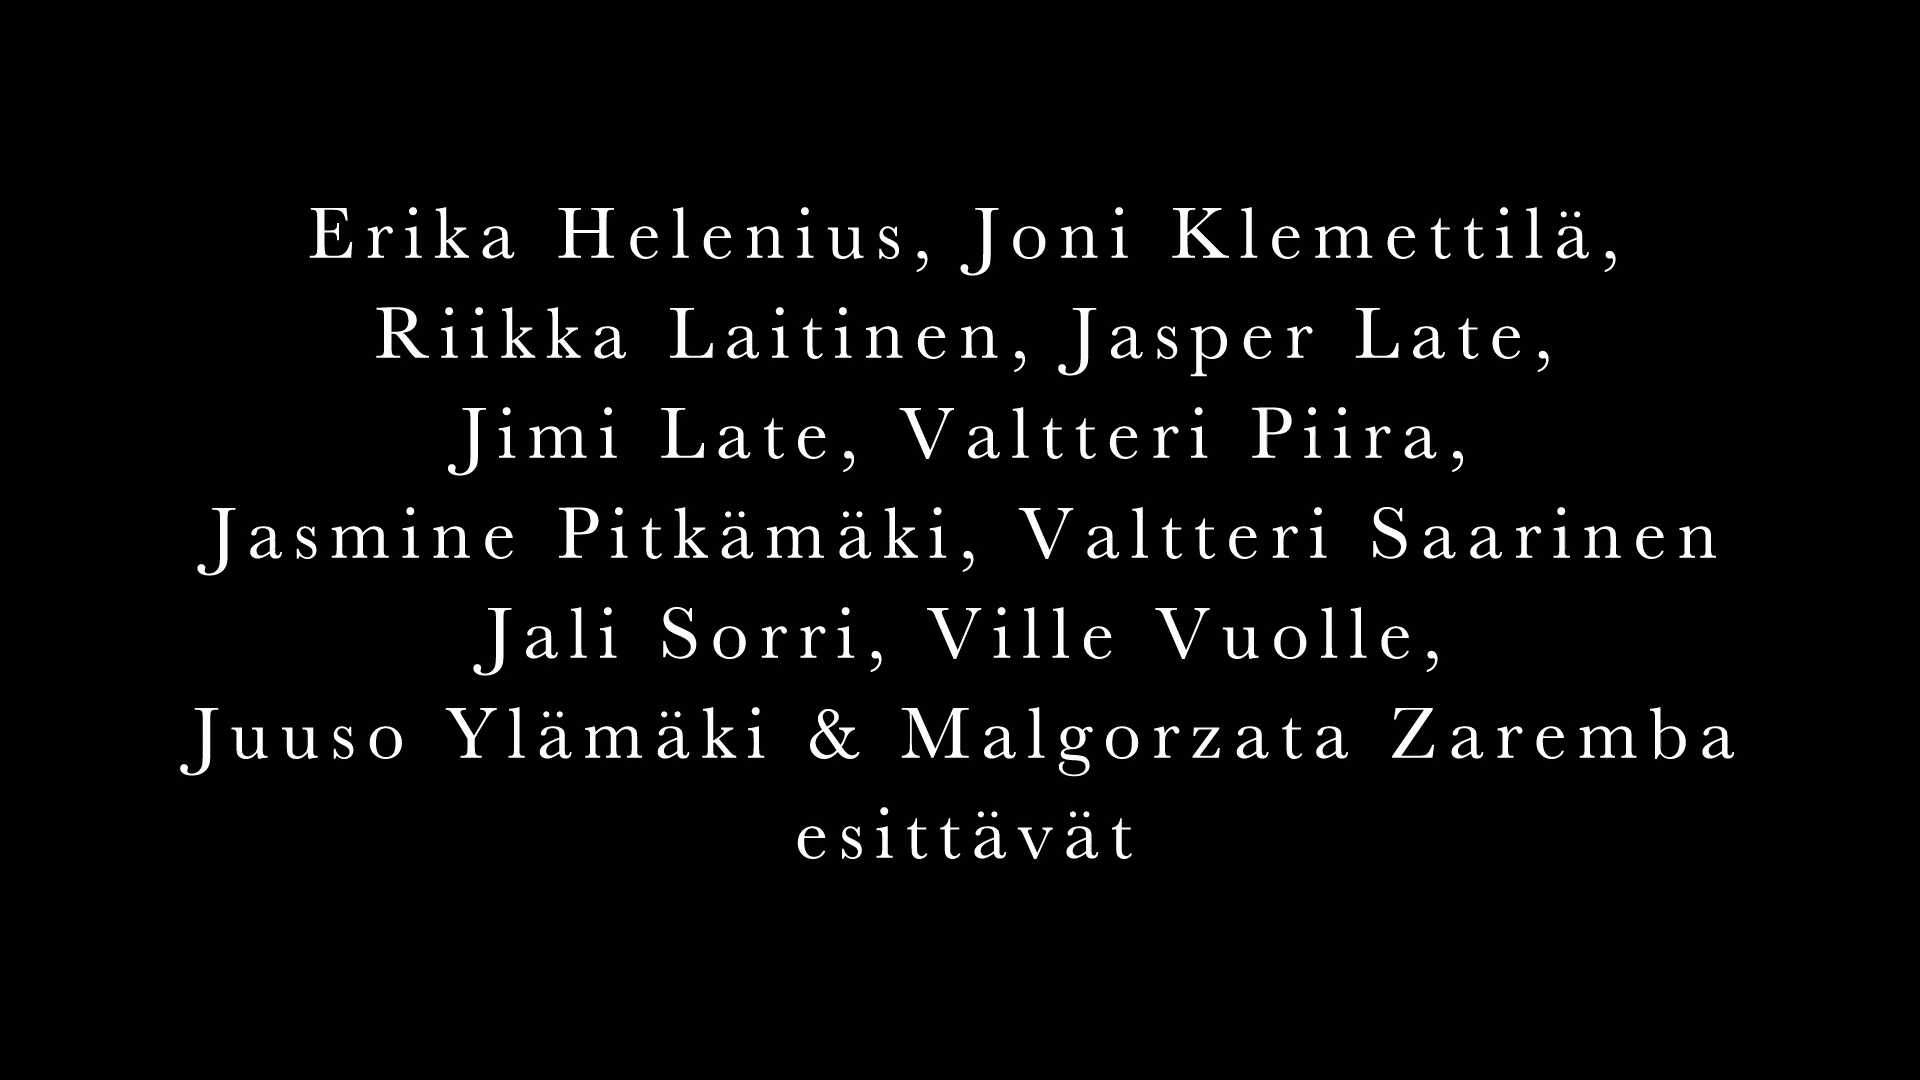 Erika Helenius, Joni Klemettilä,
Riikka Laitinen, Jasper Late,
Jimi Late, Valtteri Piira,
Jasmine Pitkämäki, Valtteri Saarinen
Jali Sorri, Ville Vuolle,
Juuso Ylämäki & Malgorzata Zaremba
esittävät